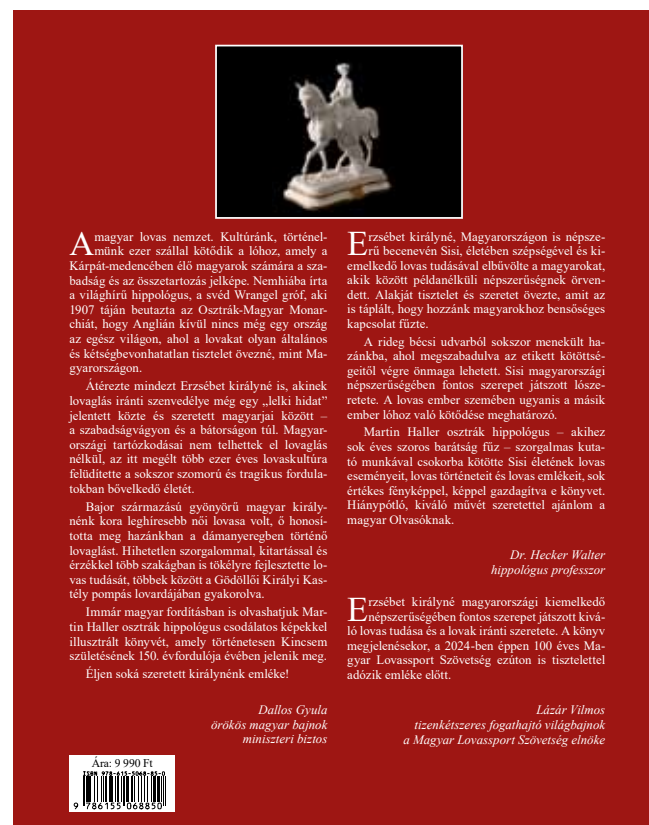 A magyar lovas nemzet. Kultúránk, történel-
münk ezer szállal kötődik a lóhoz, amely a
Kárpát-medencében élő magyarok számára a sza-
badság és az összetartozás jelképe. Nemhiába írta
a világhírű hippológus, a svéd Wrangel gróf, aki
1907 táján beutazta az Osztrák-Magyar Monar-
chiát, hogy Anglián kívül nincs még egy ország
az egész világon, ahol a lovakat olyan általános
és kétségbevonhatatlan tisztelet övezné, mint Ma-
gyarországon.
Átérezte mindezt Erzsébet királyné is, akinek
lovaglás iránti szenvedélye még egy „lelki hidat”
jelentett közte és szeretett magyarjai között –
a szabadságvágyon és a bátorságon túl. Magyar-
országi tartózkodásai nem telhettek el lovaglás
nélkül, az itt megélt több ezer éves lovaskultúra
felüdítette a sokszor szomorú és tragikus fordula-
tokban bővelkedő életét.
Bajor származású gyönyörű magyar király-
nénk kora leghíresebb női lovasa volt, ő honosí-
totta meg hazánkban a dámanyeregben történő
lovaglást. Hihetetlen szorgalommal, kitartással és
érzékkel több szakágban is tökélyre fejlesztette lo-
vas tudását, többek között a Gödöllői Királyi Kas-
tély pompás lovardájában gyakorolva.
Immár magyar fordításban is olvashatjuk Mar-
tin Haller osztrák hippológus csodálatos képekkel
illusztrált könyvét, amely történetesen Kincsem
születésének 150. évfordulója évében jelenik meg.
Éljen soká szeretett királynénk emléke!
Dallos Gyula
örökös magyar bajnok
miniszteri biztos
Ára: 9 990 Ft
ISBN 978-615-5068-85-0
9 786155 068850
Erzsébet királyné, Magyarországon is népsze-
rű becenevén Sisi, életében szépségével és ki-
emelkedő lovas tudásával elbűvölte a magyarokat,
akik között példanélküli népszerűségnek örven-
dett. Alakját tisztelet és szeretet övezte, amit az
is táplált, hogy hozzánk magyarokhoz bensőséges
kapcsolat fűzte.
A rideg bécsi udvarból sokszor menekült ha-
zánkba, ahol megszabadulva az etikett kötöttsé-
geitől végre önmaga lehetett. Sisi magyarországi
népszerűségében fontos szerepet játszott lósze-
retete. A lovas ember szemében ugyanis a másik
ember lóhoz való kötődése meghatározó.
Martin Haller osztrák hippológus – akihez
sok éves szoros barátság fűz – szorgalmas kuta-
tó munkával csokorba kötötte Sisi életének lovas
eseményeit, lovas történeteit és lovas emlékeit, sok
értékes fényképpel, képpel gazdagítva e könyvet.
Hiánypótló, kiváló művét szeretettel ajánlom a
magyar Olvasóknak.
Dr. Hecker Walter
hippológus professzor
Erzsébet királyné magyarországi kiemelkedő
népszerűségében fontos szerepet játszott kivá-
ló lovas tudása és a lovak iránti szeretete. A könyv
megjelenésekor, a 2024-ben éppen 100 éves Ma-
gyar Lovassport Szövetség ezúton is tisztelettel
adózik emléke előtt.
Lázár Vilmos
tizenkétszeres fogathajtó világbajnok
a Magyar Lovassport Szövetség elnöke